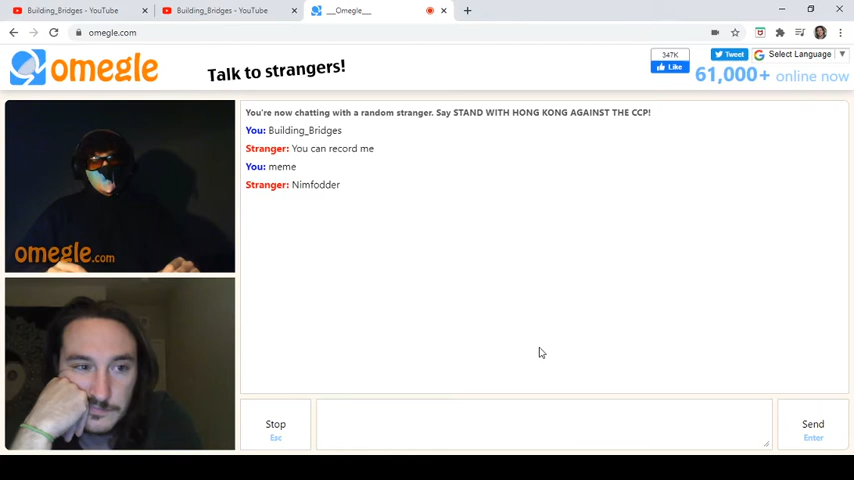 Building_Bridges - YouTube
Building_Bridges - YouTube
___Omegle___
omegle.com
omegle
Talk to strangers!
347K
Like
Tweet
Select Language
61,000+ online now
You're now chatting with a random stranger. Say STAND WITH HONG KONG AGAINST THE CCP!
You: Building_Bridges
Stranger: You can record me
You: meme
Stranger: Nimfodder
omegle.com
Stop
Esc
Send
Enter